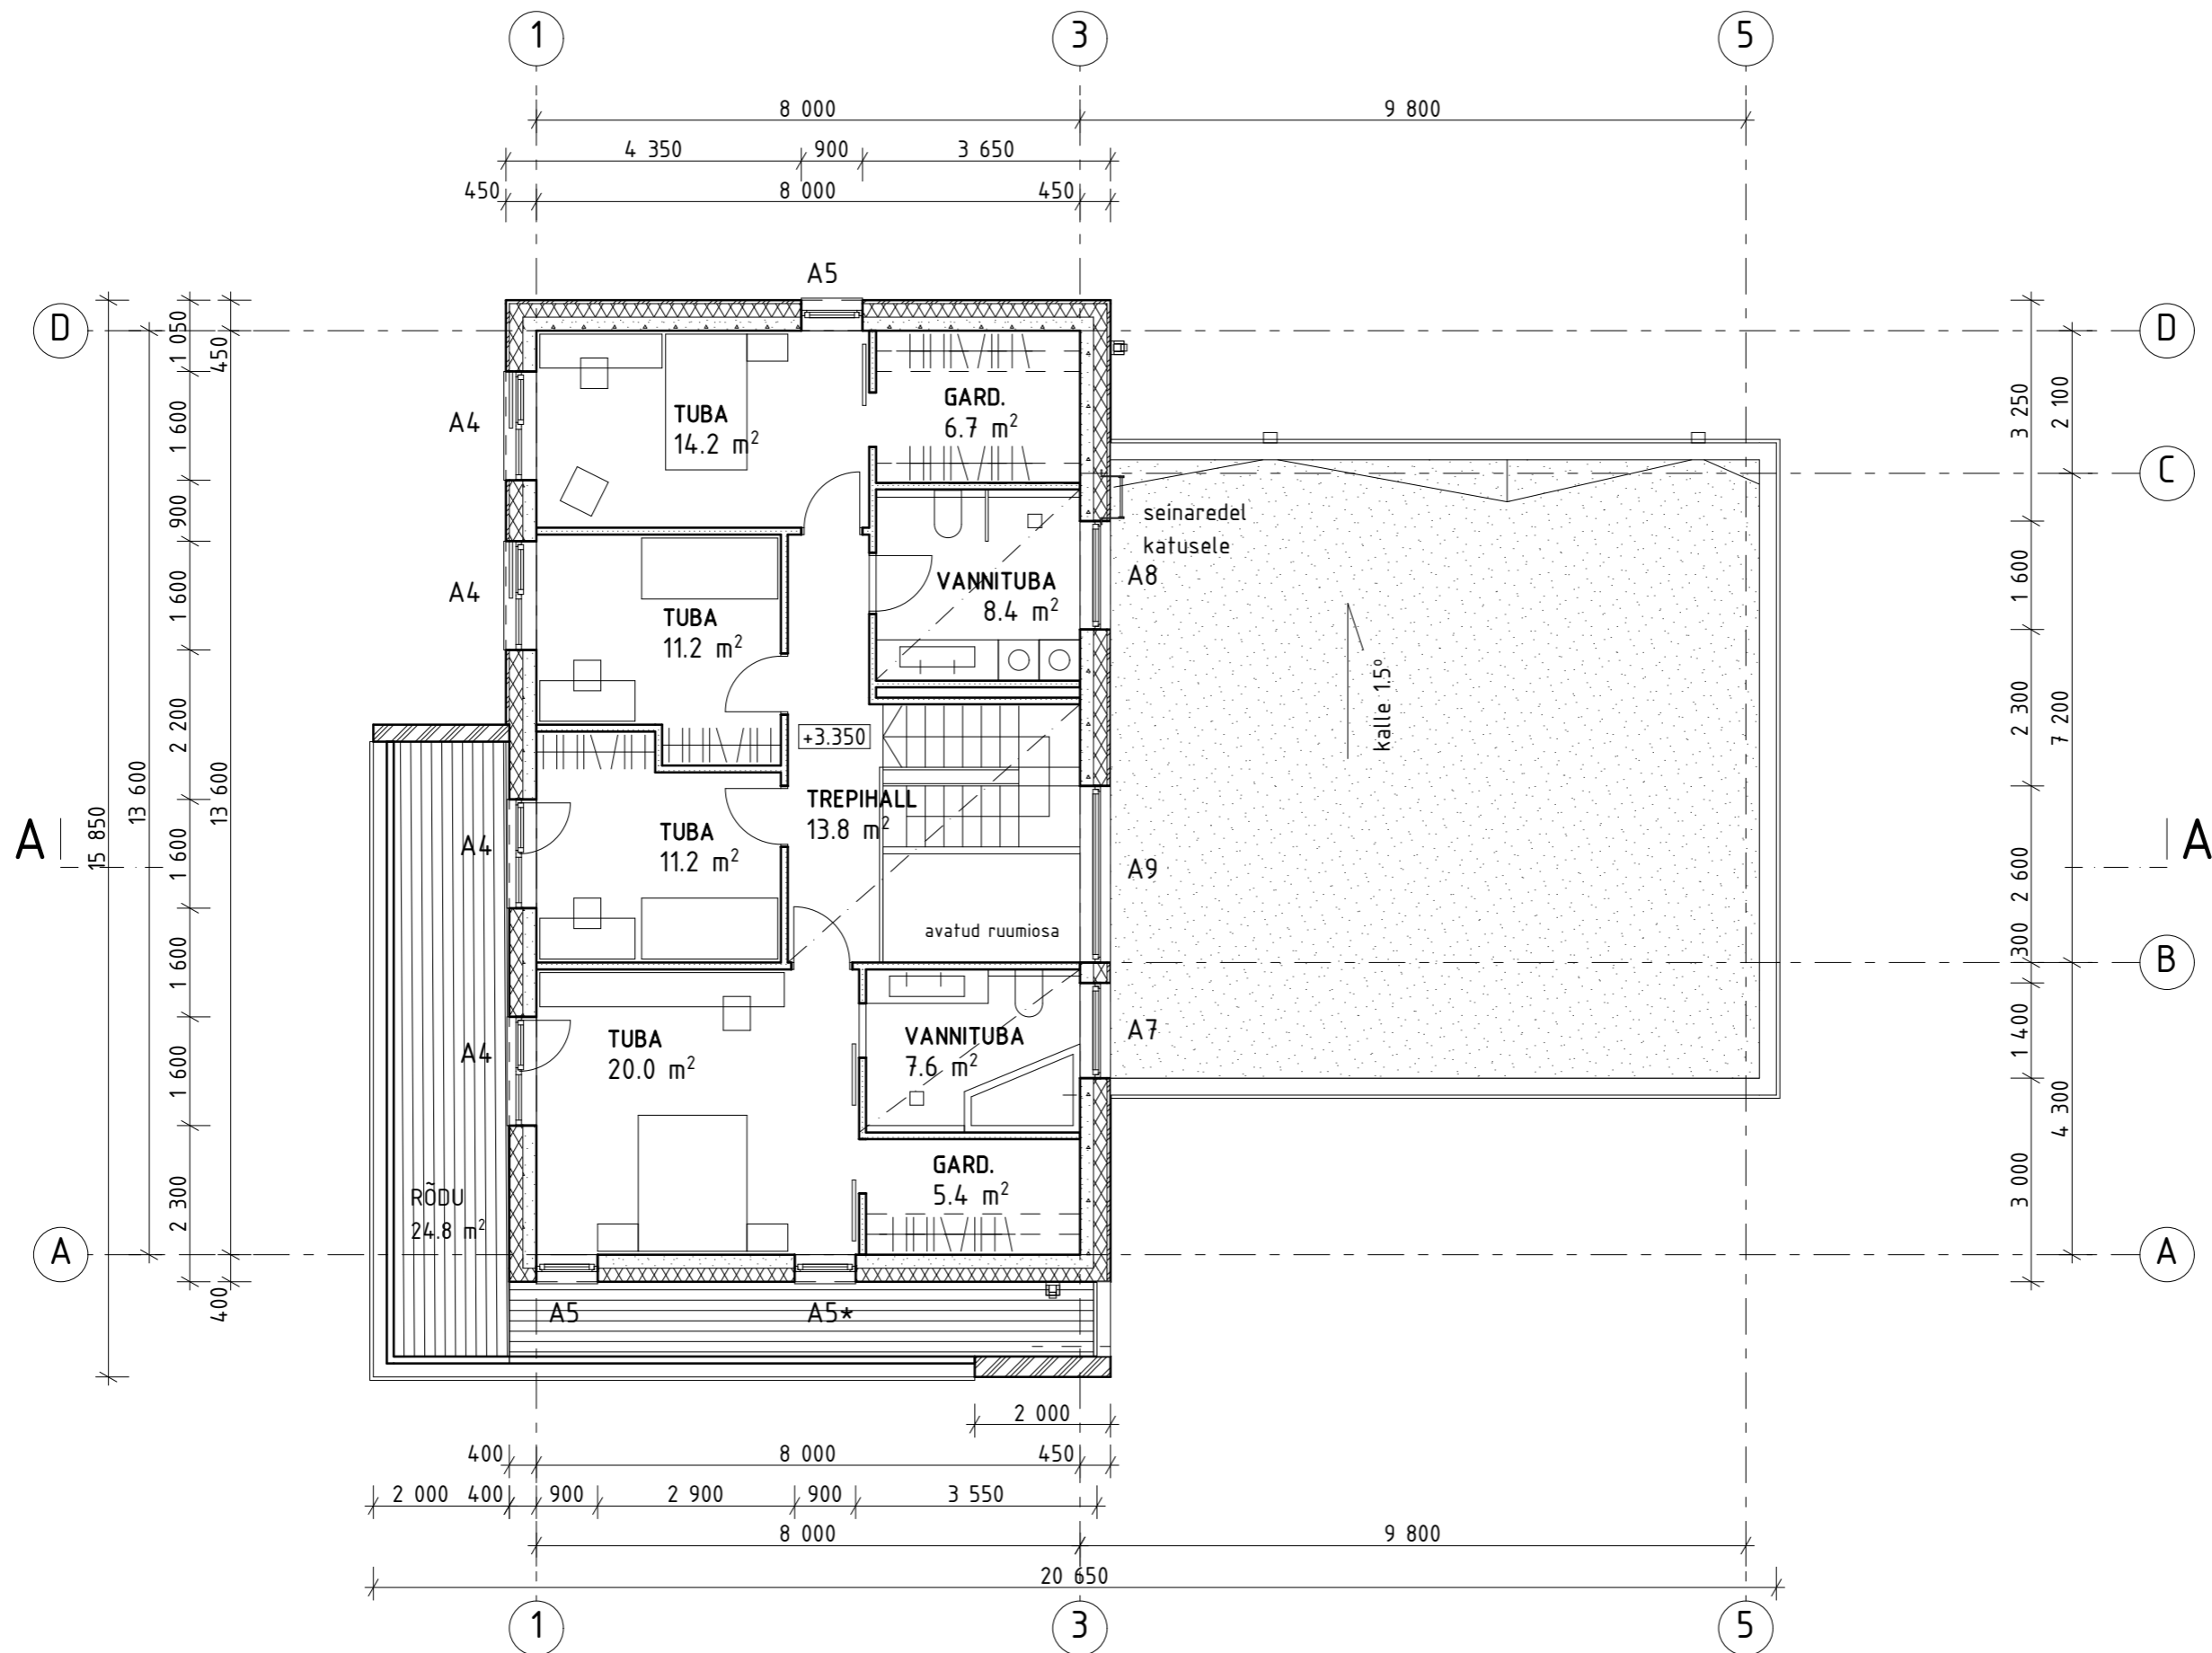 1
3
5
8 000
9 800
4 350
900
3 650
450
8 000
450
A5
D
D
1 050
450
3 250
2 100
1 600
A4
TUBA
14.2 m²
GARD.
6.7 m²
C
900
seinaredel
katusele
1 600
A4
VANNITUBA
8.4 m²
A8
1 600
TUBA
11.2 m²
kalle 1.5°
2 200
+3.350
2 300
7 200
13 600
13 600
15 850
A
A
TREPIHALL
13.8 m²
TUBA
11.2 m²
A4
1 600
A9
2 600
avatud ruumiosa
300
B
1 600
A4
TUBA
20.0 m²
VANNITUBA
7.6 m²
A7
1 400
1 600
4 300
GARD.
5.4 m²
3 000
RÕDU
24.8 m²
2 300
A
A
400
A5
A5*
2 000
400
8 000
450
2 000
400
900
2 900
900
3 550
8 000
9 800
20 650
1
3
5